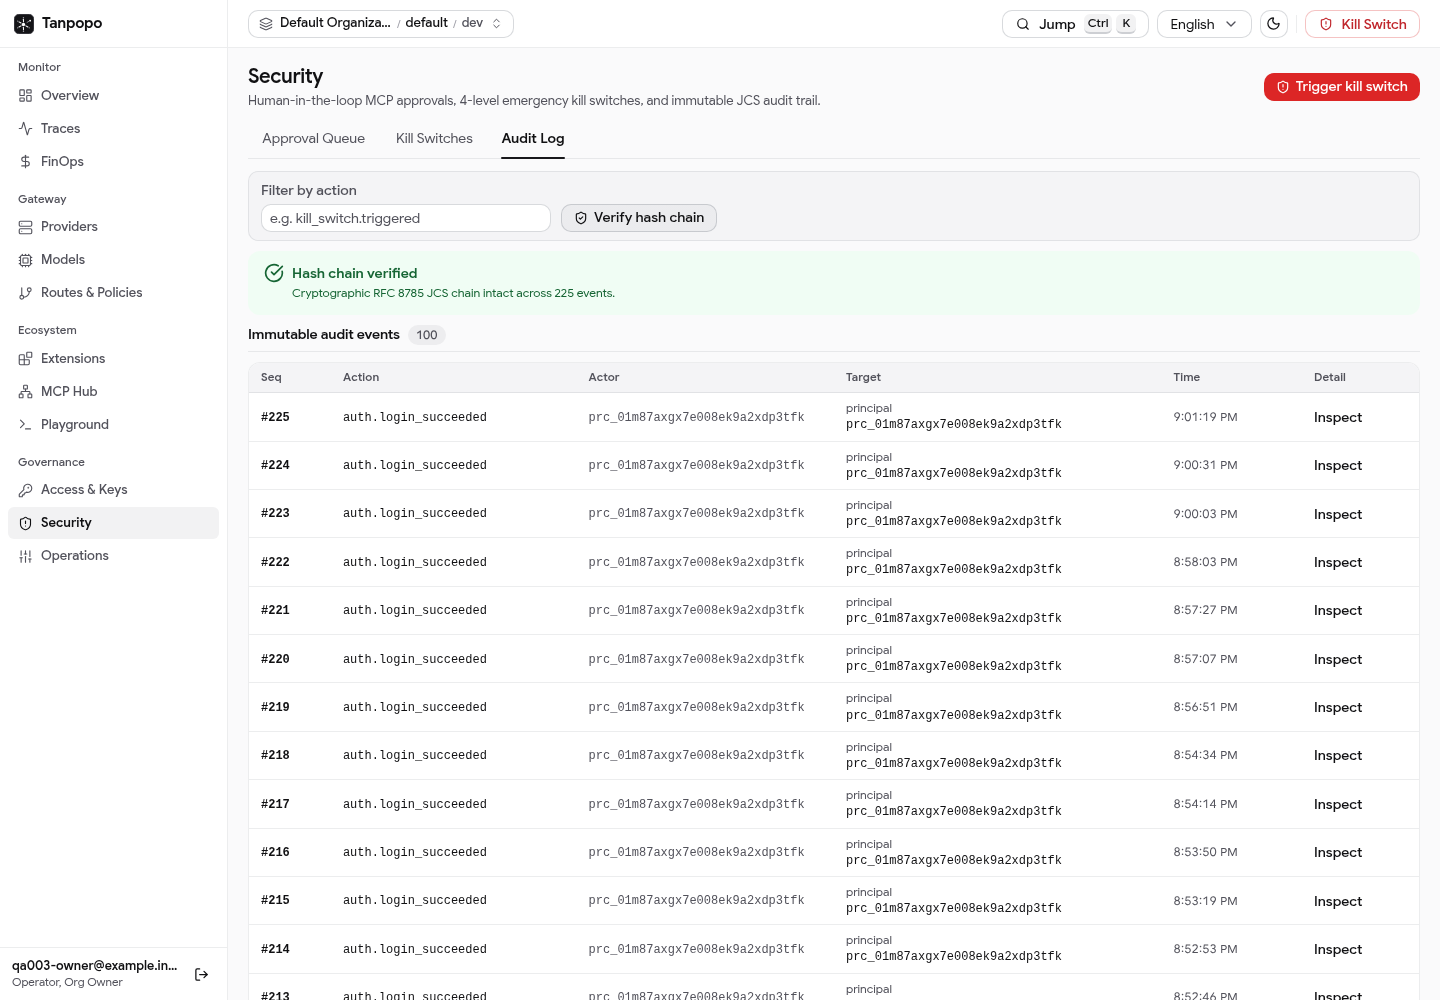 Tanpopo
Default Organiza... / default / dev
Jump Ctrl K
English
Kill Switch
Monitor
Overview
Traces
FinOps
Gateway
Providers
Models
Routes & Policies
Ecosystem
Extensions
MCP Hub
Playground
Governance
Access & Keys
Security
Operations
qa003-owner@example.in...
Operator, Org Owner
Security
Human-in-the-loop MCP approvals, 4-level emergency kill switches, and immutable JCS audit trail.
Trigger kill switch
Approval Queue Kill Switches Audit Log
Filter by action
e.g. kill_switch.triggered
Verify hash chain
Hash chain verified
Cryptographic RFC 8785 JCS chain intact across 225 events.
Immutable audit events 100
Seq Action Actor Target Time Detail
principal
#225 auth.login_succeeded prc_01m87axgx7e008ek9a2xdp3tfk prc_01m87axgx7e008ek9a2xdp3tfk 9:01:19 PM Inspect
principal
#224 auth.login_succeeded prc_01m87axgx7e008ek9a2xdp3tfk prc_01m87axgx7e008ek9a2xdp3tfk 9:00:31 PM Inspect
principal
#223 auth.login_succeeded prc_01m87axgx7e008ek9a2xdp3tfk prc_01m87axgx7e008ek9a2xdp3tfk 9:00:03 PM Inspect
principal
#222 auth.login_succeeded prc_01m87axgx7e008ek9a2xdp3tfk prc_01m87axgx7e008ek9a2xdp3tfk 8:58:03 PM Inspect
principal
#221 auth.login_succeeded prc_01m87axgx7e008ek9a2xdp3tfk prc_01m87axgx7e008ek9a2xdp3tfk 8:57:27 PM Inspect
principal
#220 auth.login_succeeded prc_01m87axgx7e008ek9a2xdp3tfk prc_01m87axgx7e008ek9a2xdp3tfk 8:57:07 PM Inspect
principal
#219 auth.login_succeeded prc_01m87axgx7e008ek9a2xdp3tfk prc_01m87axgx7e008ek9a2xdp3tfk 8:56:51 PM Inspect
principal
#218 auth.login_succeeded prc_01m87axgx7e008ek9a2xdp3tfk prc_01m87axgx7e008ek9a2xdp3tfk 8:54:34 PM Inspect
principal
#217 auth.login_succeeded prc_01m87axgx7e008ek9a2xdp3tfk prc_01m87axgx7e008ek9a2xdp3tfk 8:54:14 PM Inspect
principal
#216 auth.login_succeeded prc_01m87axgx7e008ek9a2xdp3tfk prc_01m87axgx7e008ek9a2xdp3tfk 8:53:50 PM Inspect
principal
#215 auth.login_succeeded prc_01m87axgx7e008ek9a2xdp3tfk prc_01m87axgx7e008ek9a2xdp3tfk 8:53:19 PM Inspect
principal
#214 auth.login_succeeded prc_01m87axgx7e008ek9a2xdp3tfk prc_01m87axgx7e008ek9a2xdp3tfk 8:52:53 PM Inspect
principal
#213 auth.login_succeeded prc_01m87axgx7e008ek9a2xdp3tfk 8:52:46 PM Inspect